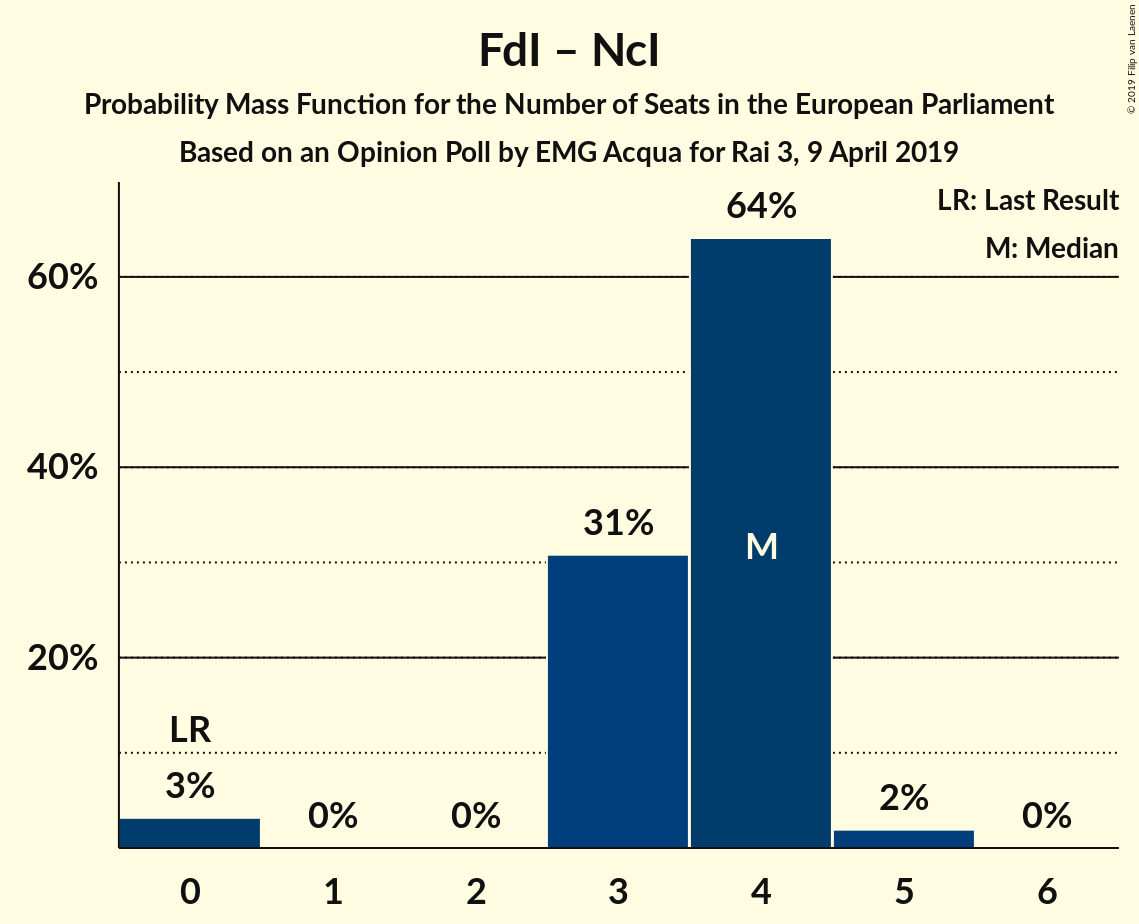 FdI – NcI
Probability Mass Function for the Number of Seats in the European Parliament
Based on an Opinion Poll by EMG Acqua for Rai 3, 9 April 2019
© 2019 Filip van Laenen
LR: Last Result
M: Median
64%
60%
40%
31%
M
20%
LR
3%
0%
0%
2%
0%
0
1
2
3
4
5
6